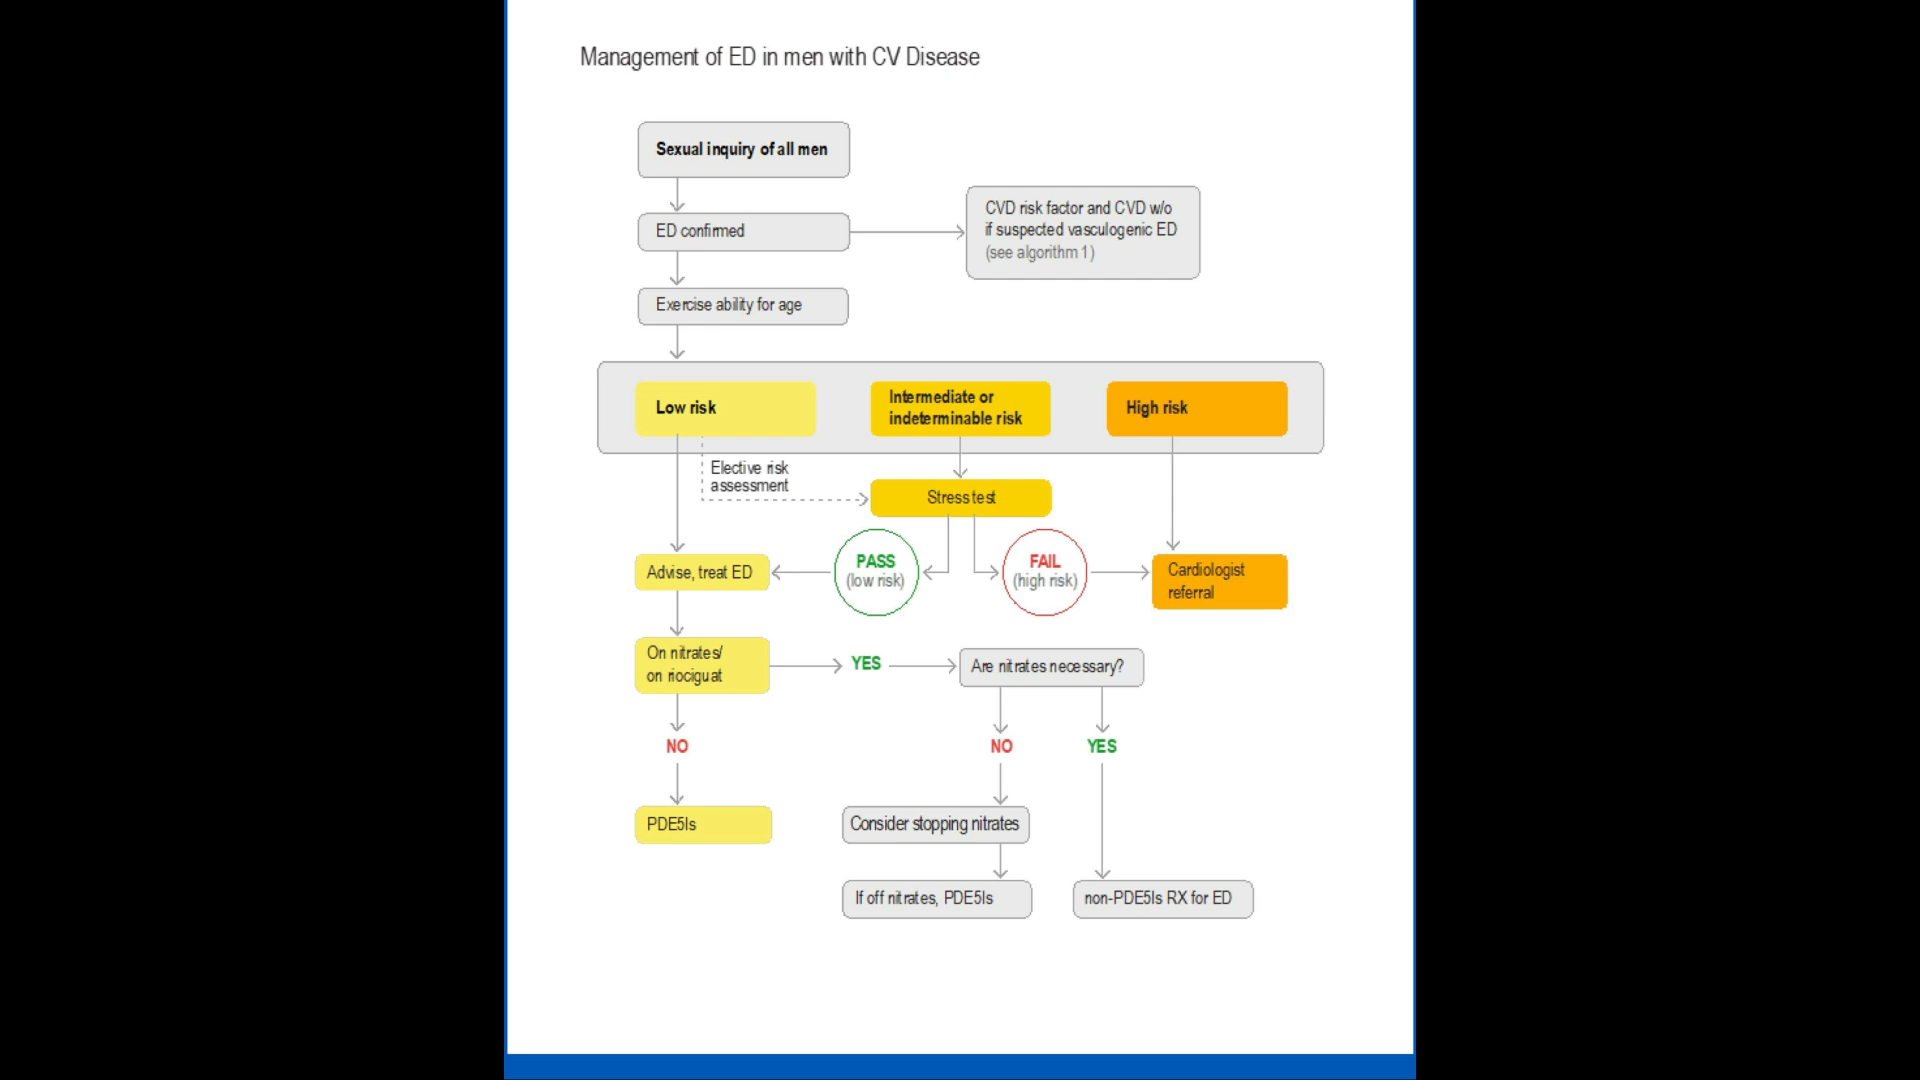 Management of ED in men with CV Disease
Sexual inquiry of all men
ED confirmed
CVD risk factor and CVD w/o
if suspected vasculogenic ED
(see algorithm 1)
Exercise ability for age
Low risk
Intermediate or
indeterminable risk
High risk
Elective risk
assessment
Stress test
Advise, treat ED
PASS
(low risk)
FAIL
(high risk)
Cardiologist
referral
On nitrates/
on riociguat
YES
Are nitrates necessary?
NO
NO
YES
PDE5Is
Consider stopping nitrates
If off nitrates, PDE5Is
non-PDE5Is RX for ED